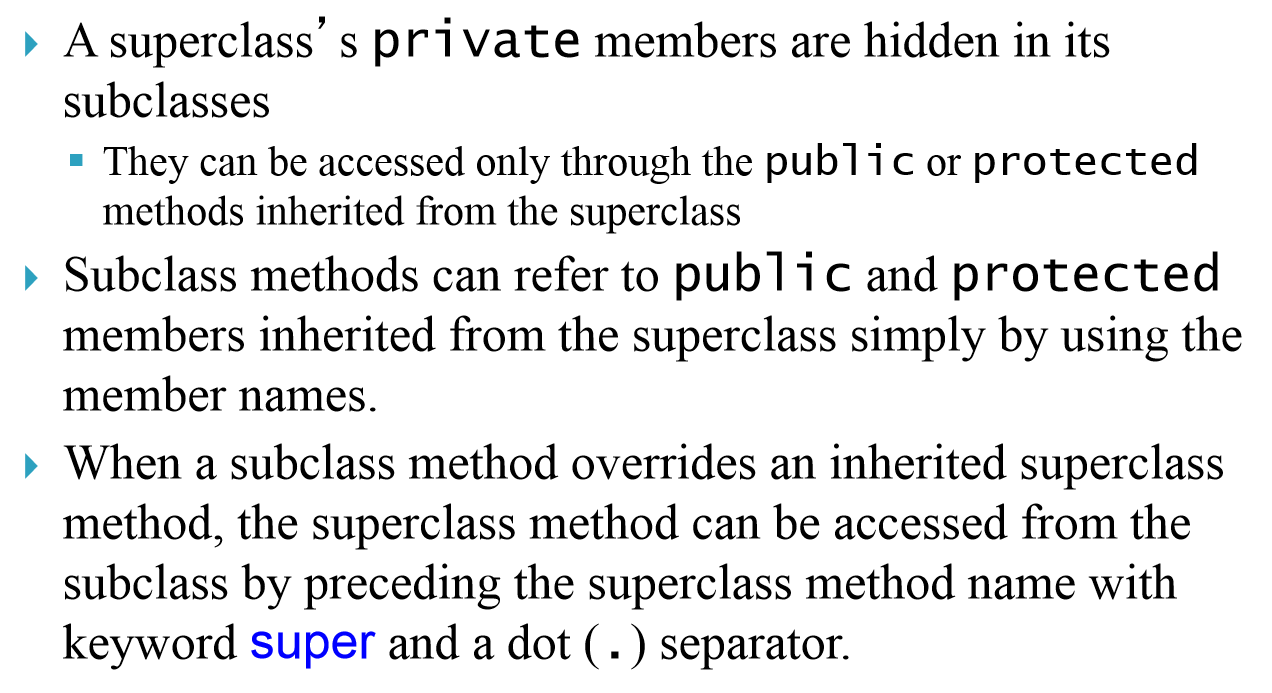 A superclass’s private members are hidden in its
subclasses
They can be accessed only through the public or protected
methods inherited from the superclass
Subclass methods can refer to public and protected
members inherited from the superclass simply by using the
member names.
When a subclass method overrides an inherited superclass
method, the superclass method can be accessed from the
subclass by preceding the superclass method name with
keyword super and a dot (.) separator.